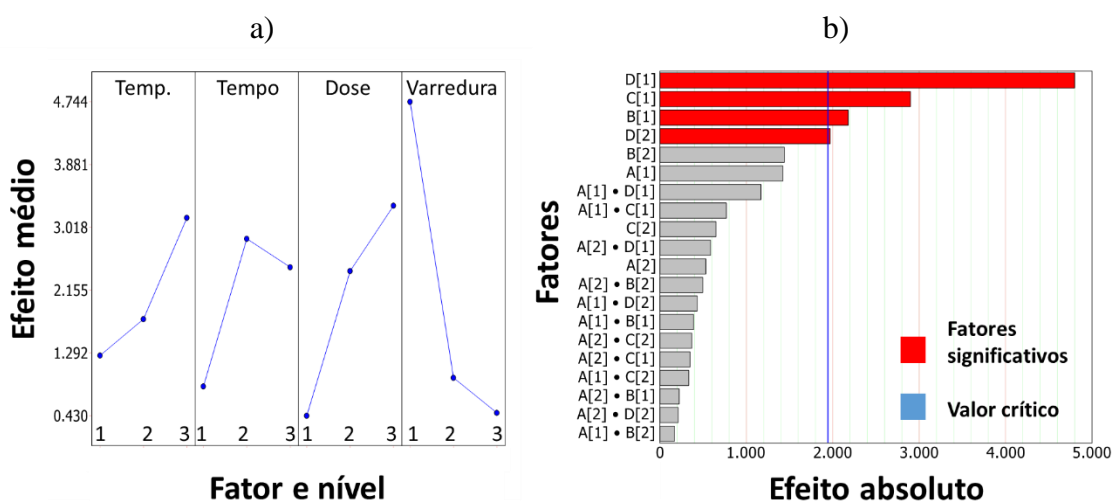 a)
Temp. Tempo Dose Varredura
4.744
3.881
3.018
2.155
1.292
0.430
1 2 3 1 2 3 1 2 3 1 2 3
Efeito médio
Fator e nível
b)
D[1]
C[1]
B[1]
D[2]
B[2]
A[1]
A[1] • D[1]
A[1] • C[1]
C[2]
A[2] • D[1]
A[2]
A[2] • B[2]
A[1] • D[2]
A[1] • B[1]
A[2] • C[2]
A[2] • C[1]
A[1] • C[2]
A[2] • B[1]
A[2] • D[2]
A[1] • B[2]
Fatores
Fatores
significativos
Valor crítico
0 1.000 2.000 3.000 4.000 5.000
Efeito absoluto